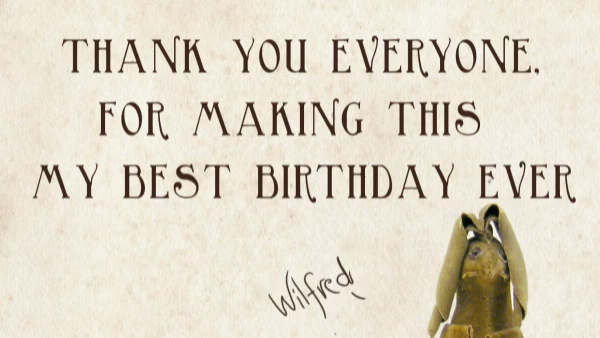 THANK YOU EVERYONE,
FOR MAKING THIS
MY BEST BIRTHDAY EVER
Wilfred